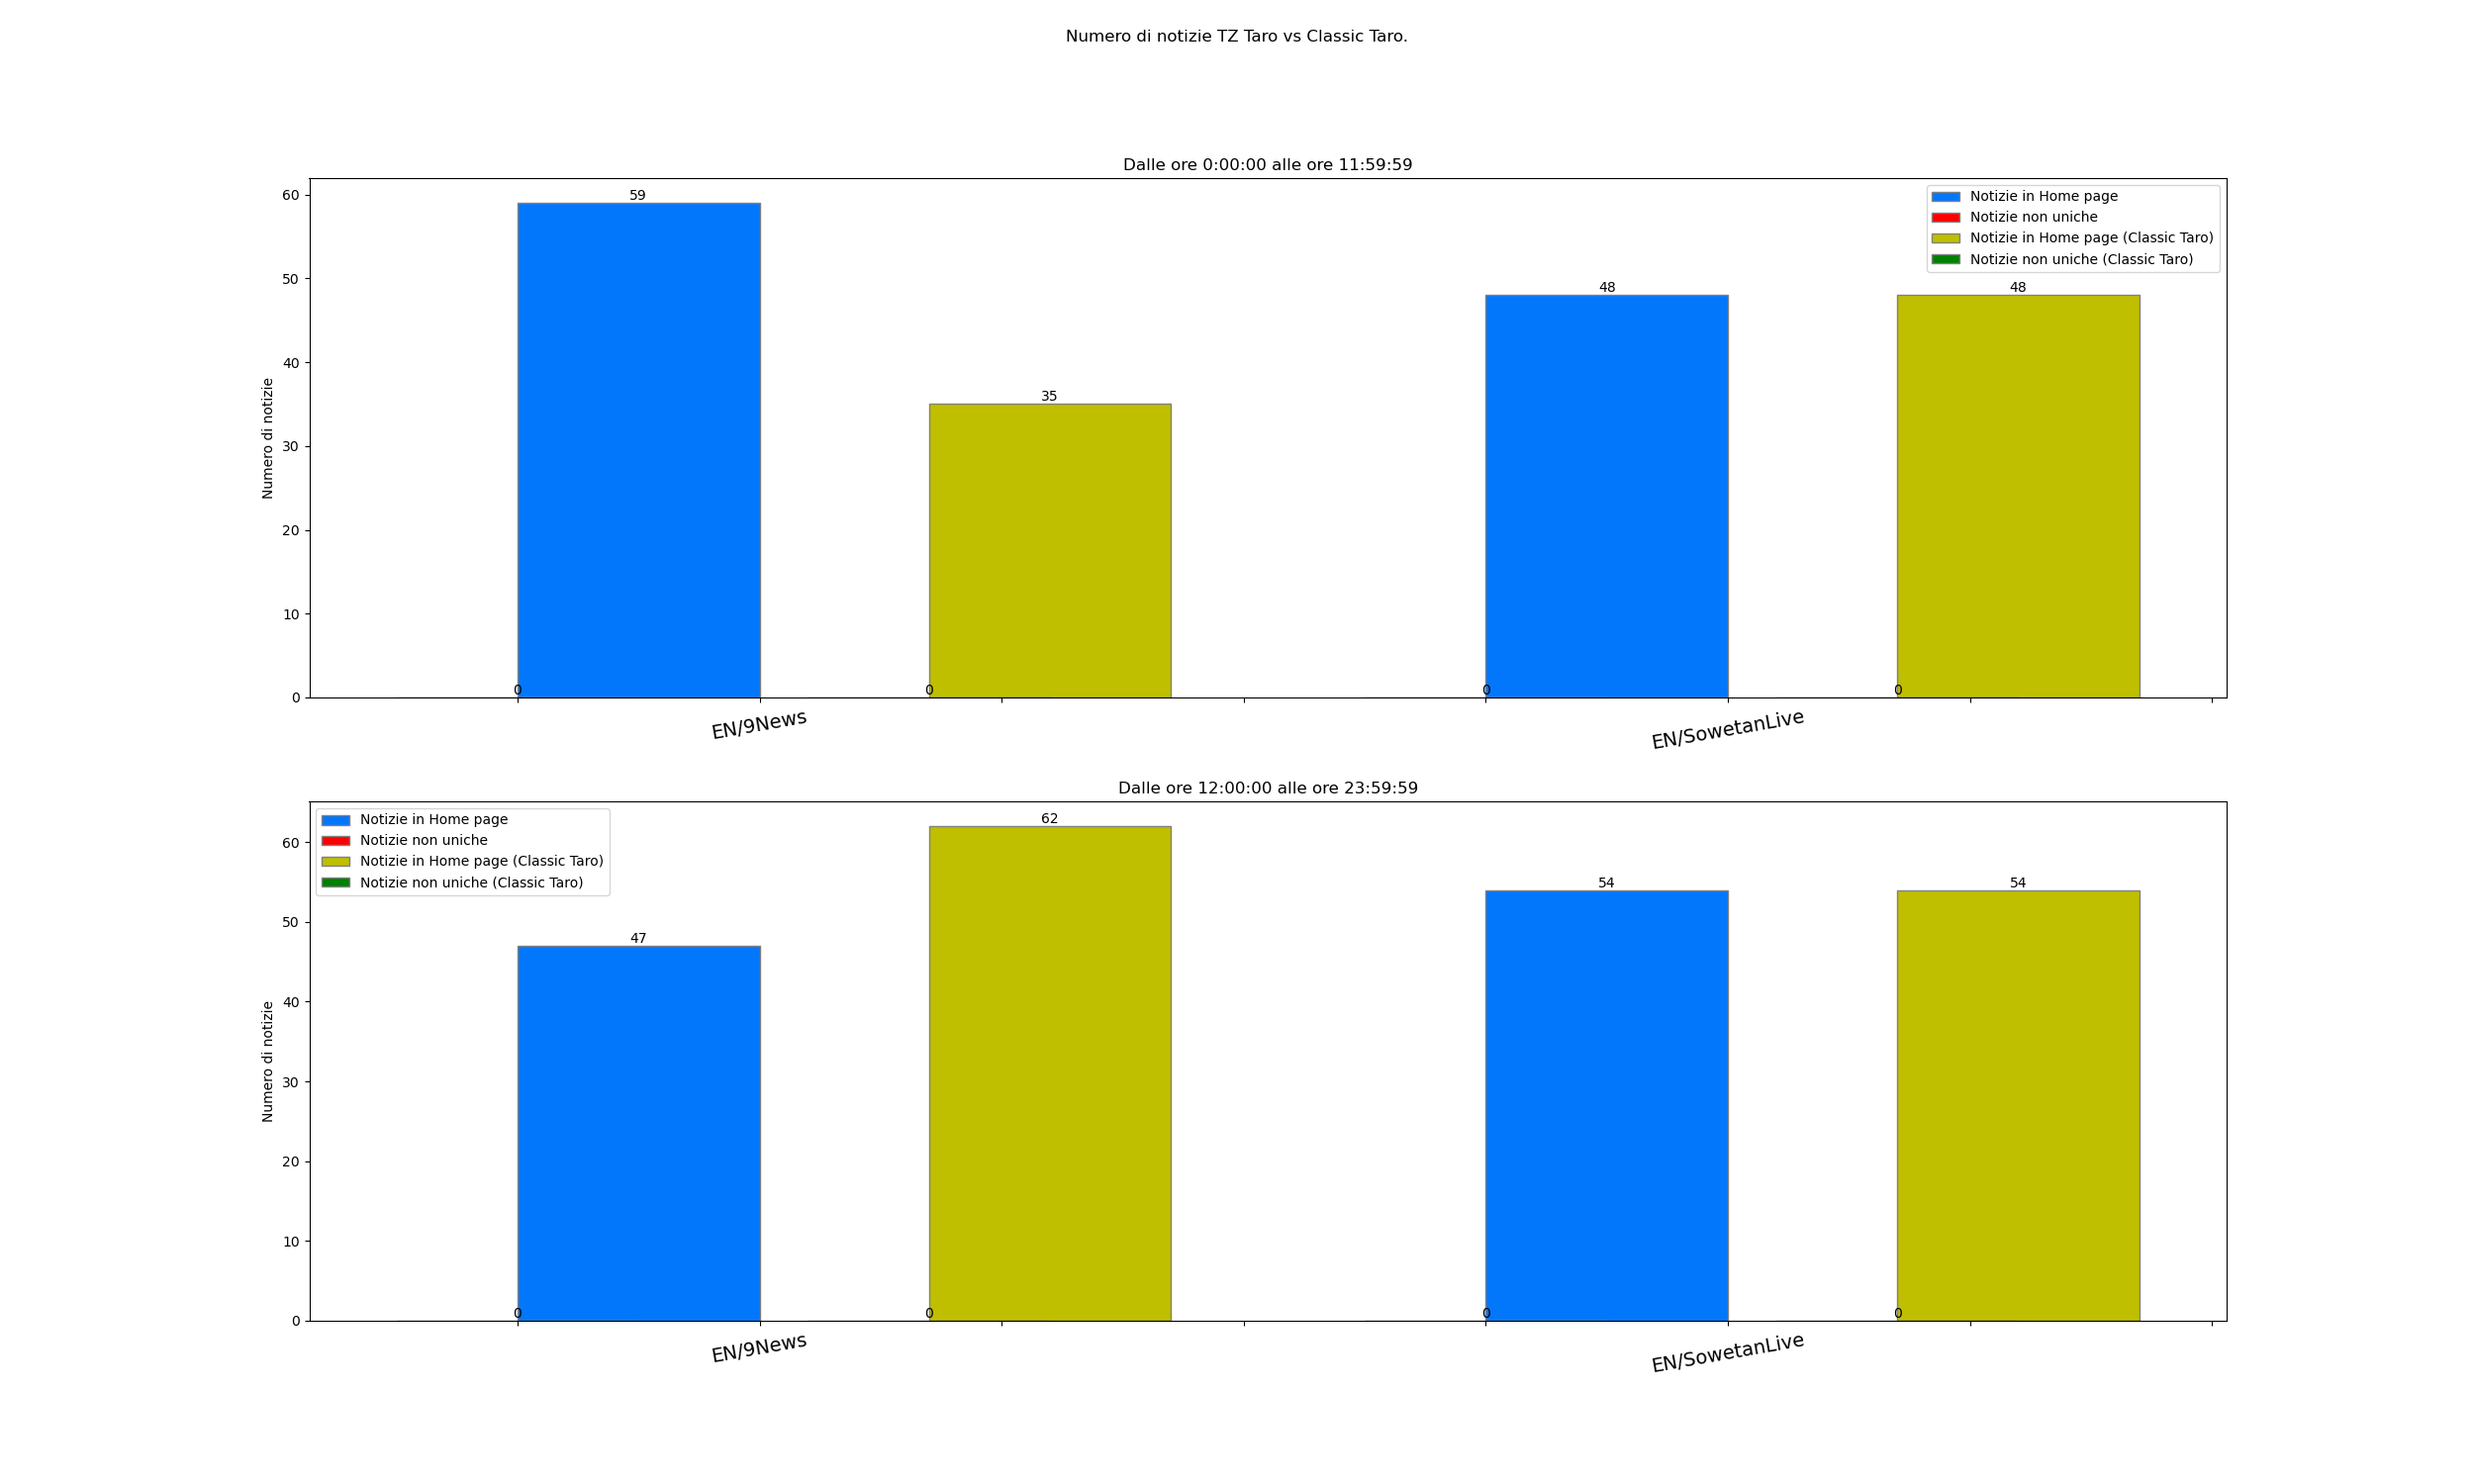 Numero di notizie TZ Taro vs Classic Taro.
Dalle ore 0:00:00 alle ore 11:59:59
Numero di notizie
60
50
40
30
20
10
0
59
35
48
48
0
0
0
0
Notizie in Home page
Notizie non uniche
Notizie in Home page (Classic Taro)
Notizie non uniche (Classic Taro)
EN/9News
EN/SowetanLive
Dalle ore 12:00:00 alle ore 23:59:59
Numero di notizie
60
50
40
30
20
10
0
Notizie in Home page
Notizie non uniche
Notizie in Home page (Classic Taro)
Notizie non uniche (Classic Taro)
47
62
54
54
0
0
0
0
EN/9News
EN/SowetanLive